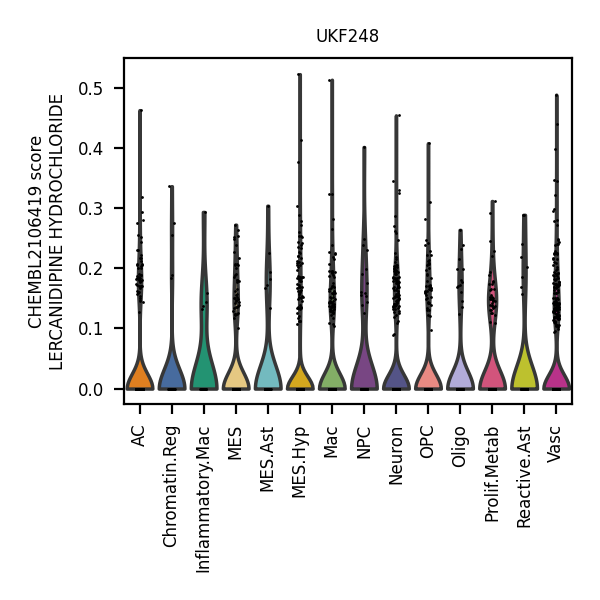 UKF248
CHEMBL2106419 score
LERCANIDIPINE HYDROCHLORIDE
0.5
0.4
0.3
0.2
0.1
0.0
AC
Chromatin.Reg
Inflammatory.Mac
MES
MES.Ast
MES.Hyp
Mac
NPC
Neuron
OPC
Oligo
Prolif.Metab
Reactive.Ast
Vasc